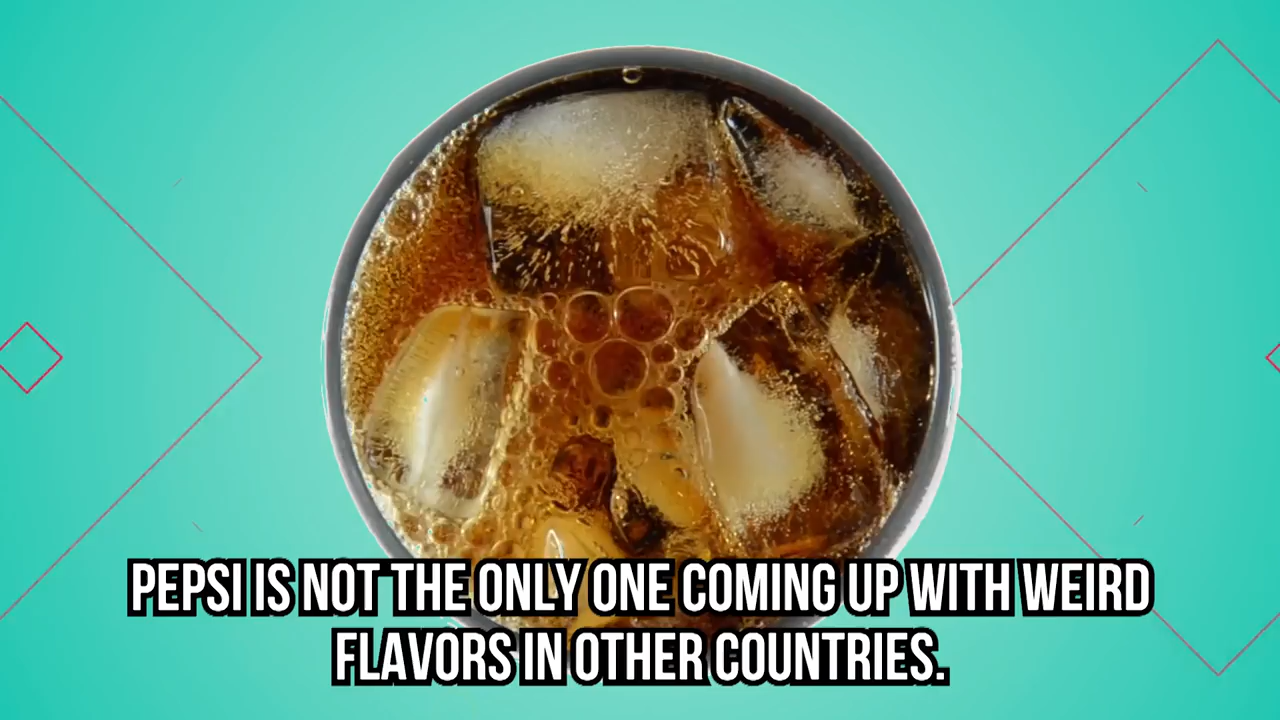 PEPSI IS NOT THE ONLY ONE COMING UP WITH WEIRD
FLAVORS IN OTHER COUNTRIES.